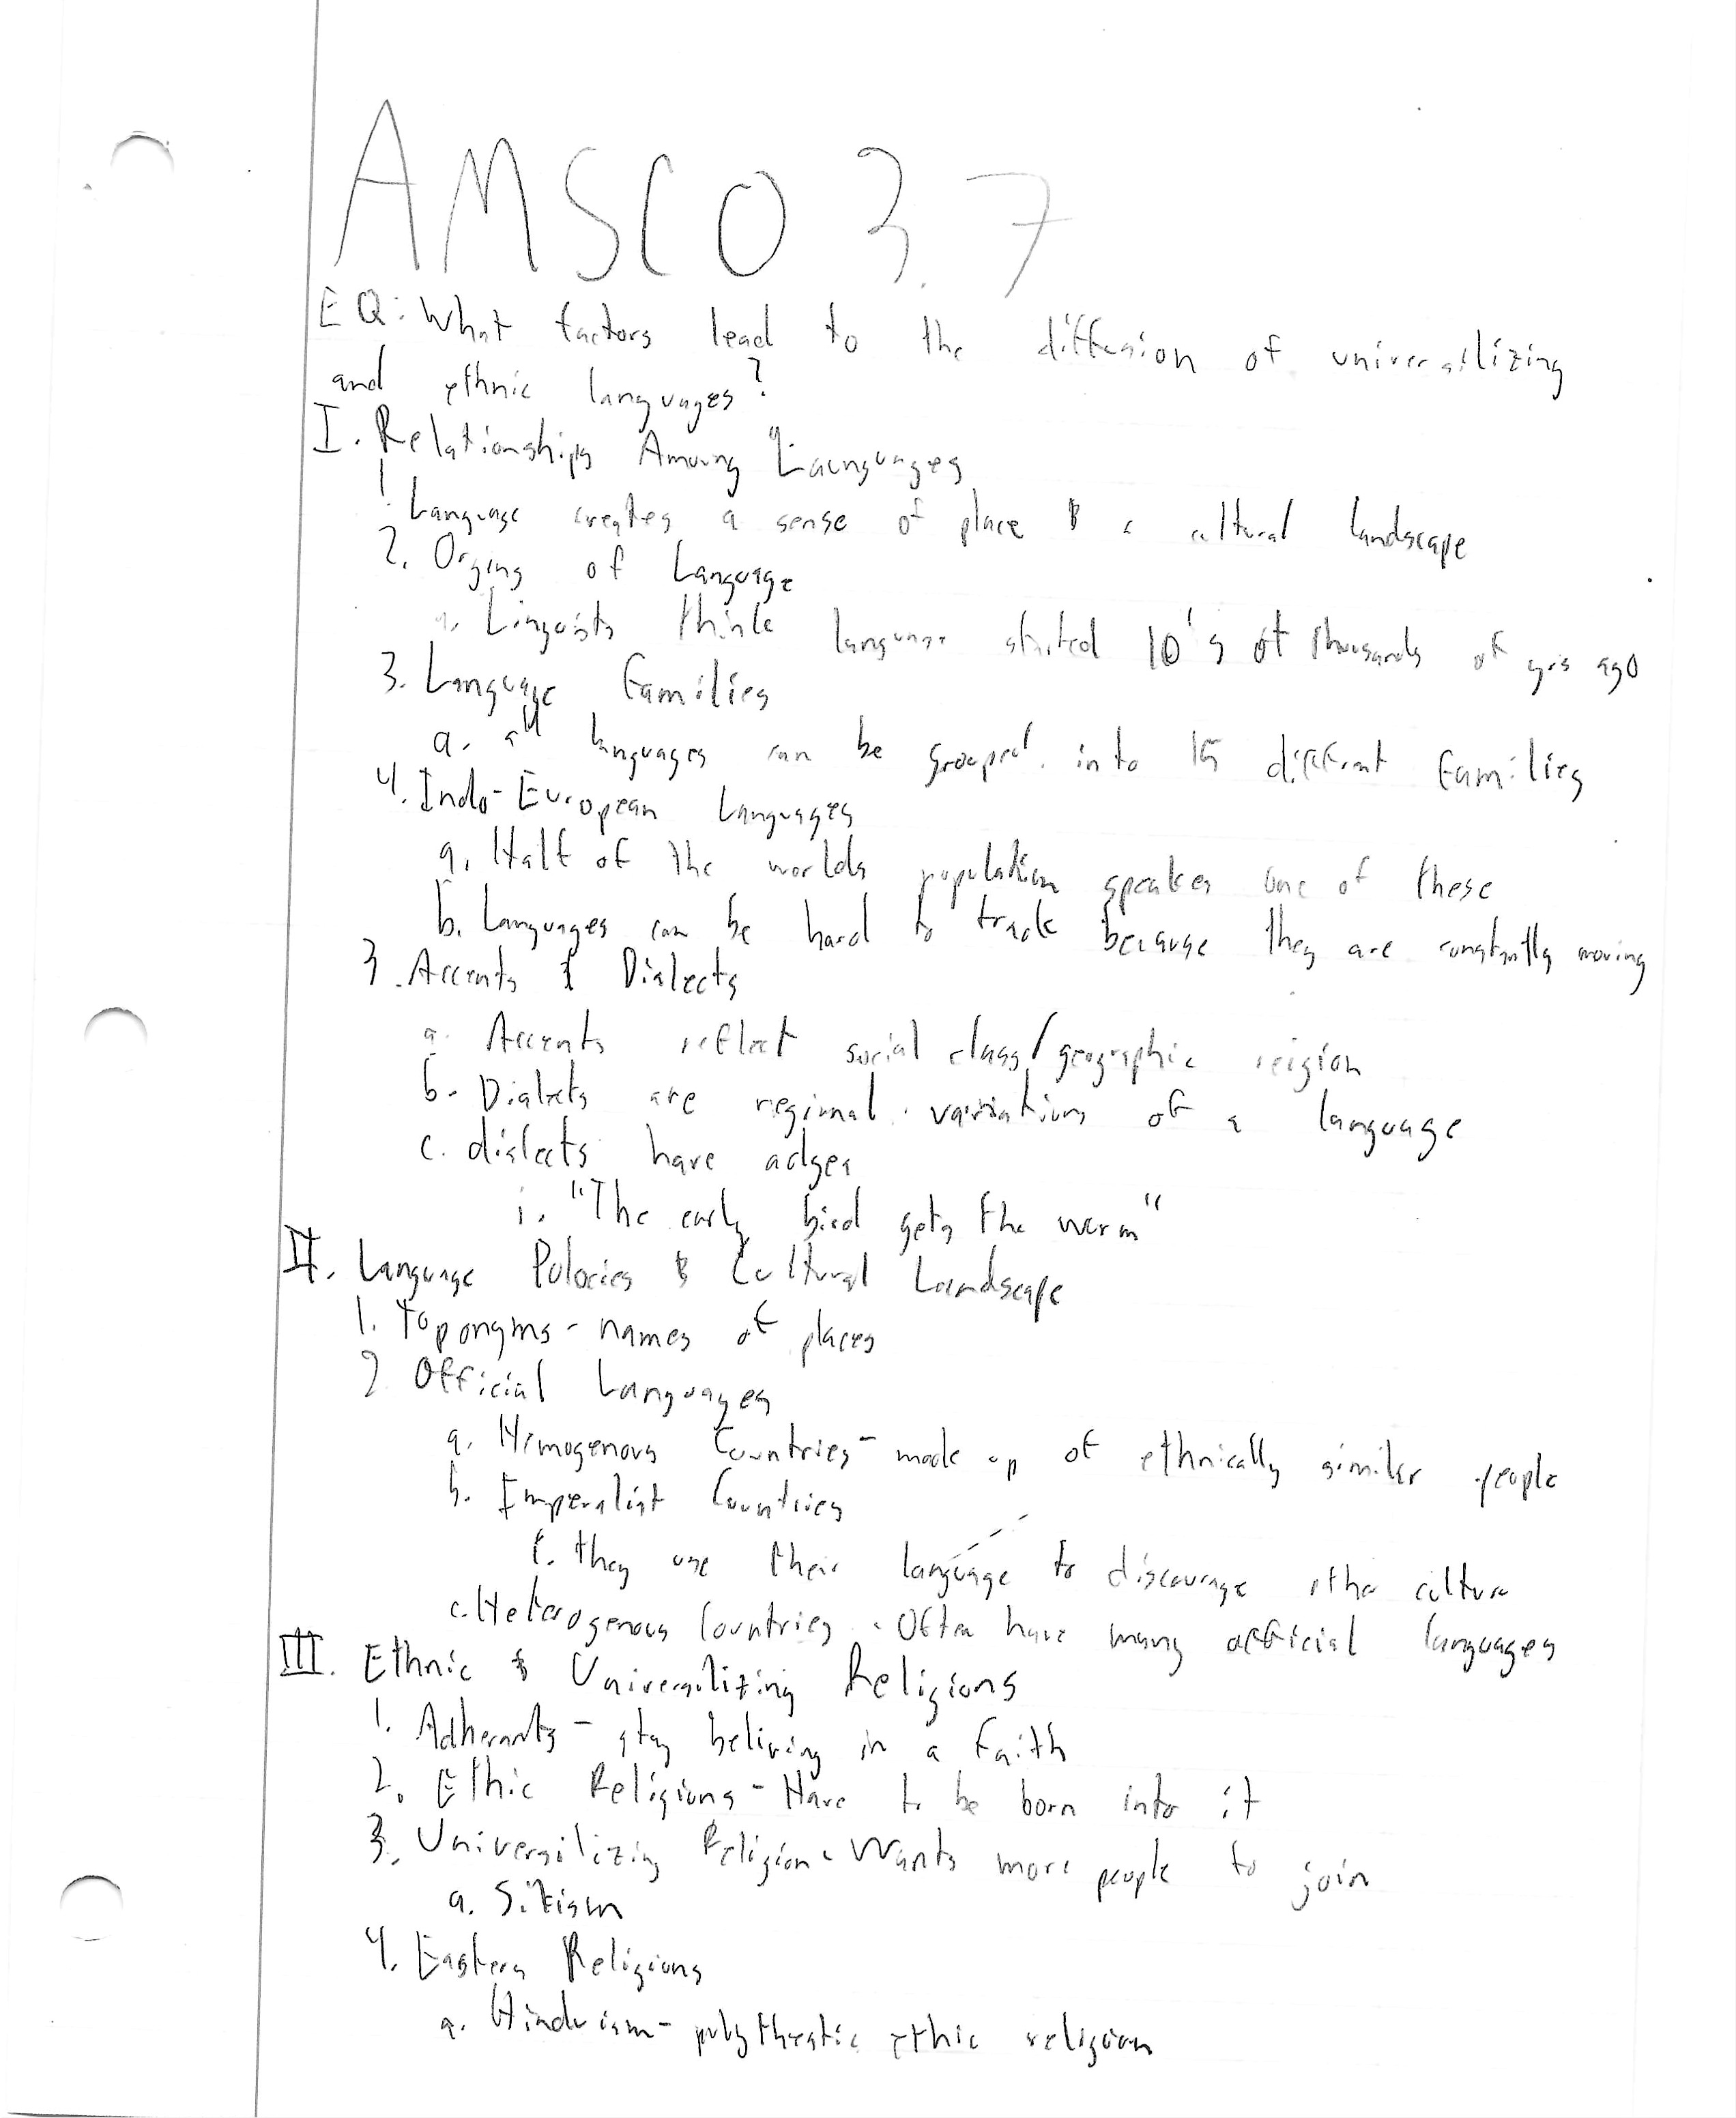 AMSCO 3.7
EQ: What factors lead to the diffusion of universilizing
and ethnic languages?
I. Relationships Among Laenguages
1. Language creates a sense of place & a cultural landscape
2. Orgins of Language
a. Linguists think language started 10's of thousands of yrs ago
3. Language Families
a. all languages can be grouped into 15 different families
4. Indo-European Languages
a. Half of the worlds population speakes one of these
b. Languages can be hard to track because they are constantly moving
3. Accents & Dialects
a. Accents reflect social class/geographic reigion
b. Dialects are regional variations of a language
c. dialects have adges
i. "The early bird gets the worm"
II. Language Polocies & Cultural Landscape
1. Toponyms - names of places
2 Official Languages
a. Homogenous Countries - made up of ethnically similar people
b. Imperalist Countries
i. they use their language to discourage othe culture
c. Heterogenous Countries - Often have many official languages
III. Ethnic & Universilizing Religions
1. Adherants - stay beliving in a faith
2. Ethic Religions - Have to be born into it
3. Universilizing Religion - Wants more people to join
a. Sikism
4. Eastern Religions
a. Hinduism - polytheatic ethic religion